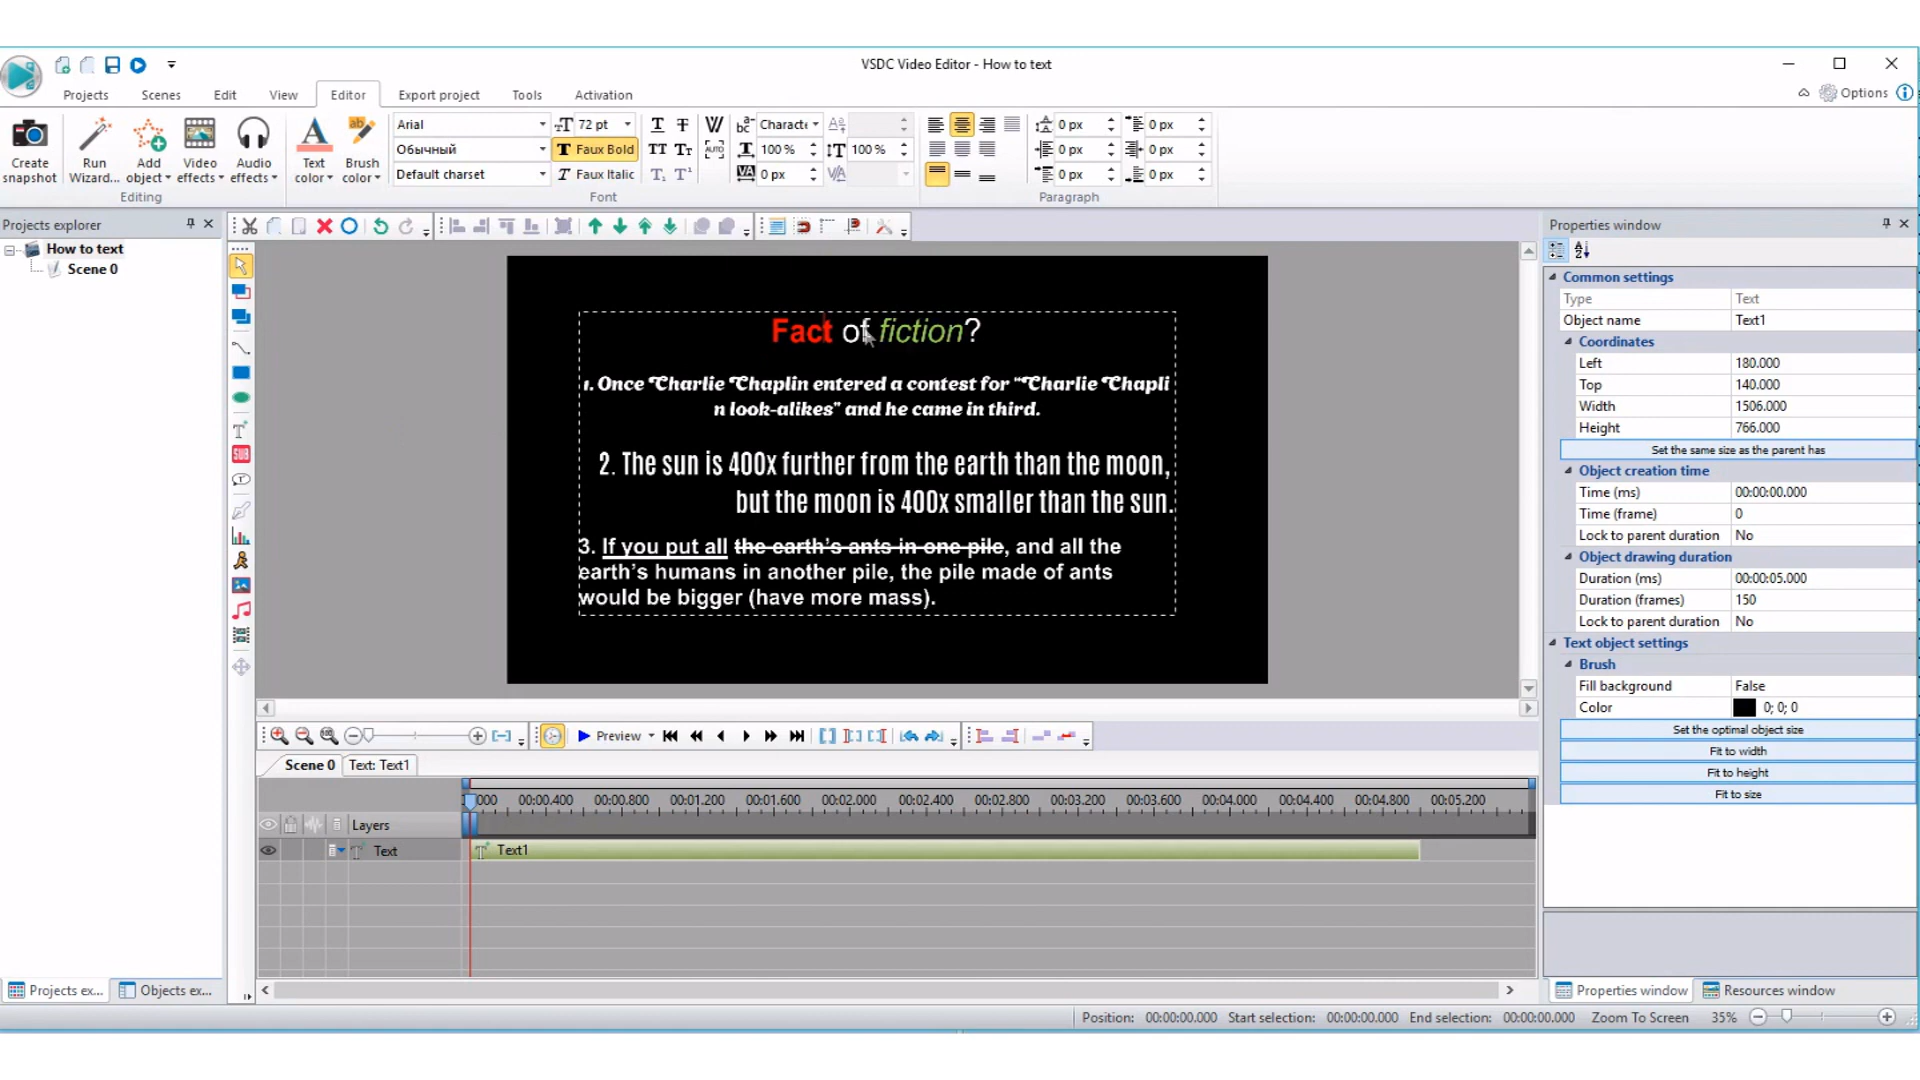 VSDC Video Editor - How to text
Projects
Scenes
Edit
View
Editor
Export project
Tools
Activation
Options
Create snapshot
Run Wizard...
Add object
Video effects
Audio effects
Editing
Text color
Brush color
Arial
72 pt
Обычный
Faux Bold
Default charset
Faux Italic
Font
Characte
100 %
100 %
0 px
0 px
0 px
0 px
0 px
0 px
0 px
Paragraph
Projects explorer
How to text
Scene 0
Fact of fiction?
1. Once Charlie Chaplin entered a contest for "Charlie Chapli
n look-alikes" and he came in third.
2. The sun is 400x further from the earth than the moon,
but the moon is 400x smaller than the sun.
3. If you put all the earth's ants in one pile, and all the
earth's humans in another pile, the pile made of ants
would be bigger (have more mass).
Properties window
Common settings
Type Text
Object name Text1
Coordinates
Left 180.000
Top 140.000
Width 1506.000
Height 766.000
Set the same size as the parent has
Object creation time
Time (ms) 00:00:00.000
Time (frame) 0
Lock to parent duration No
Object drawing duration
Duration (ms) 00:00:05.000
Duration (frames) 150
Lock to parent duration No
Text object settings
Brush
Fill background False
Color 0; 0; 0
Set the optimal object size
Fit to width
Fit to height
Fit to size
Preview
Scene 0
Text: Text1
000 00:00.400 00:00.800 00:01.200 00:01.600 00:02.000 00:02.400 00:02.800 00:03.200 00:03.600 00:04.000 00:04.400 00:04.800 00:05.200
Layers
Text
Text1
Projects ex...
Objects ex...
Properties window
Resources window
Position: 00:00:00.000 Start selection: 00:00:00.000 End selection: 00:00:00.000 Zoom To Screen 35%